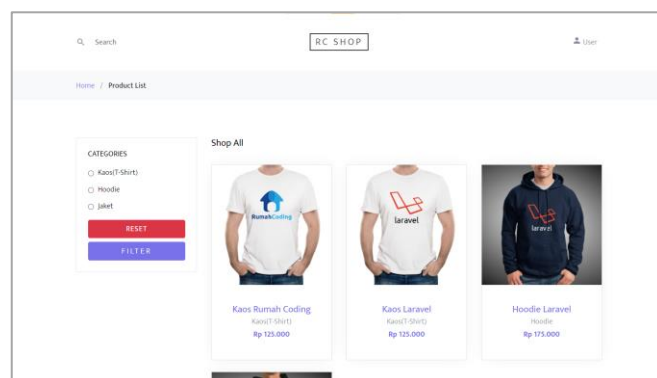 Search
RC SHOP
User
Home / Product List
CATEGORIES
Kaos(T-Shirt)
Hoodie
Jaket
RESET
FILTER
Shop All
RumahCoding
laravel
laravel
Kaos Rumah Coding
Kaos(T-Shirt)
Rp 125.000
Kaos Laravel
Kaos(T-Shirt)
Rp 125.000
Hoodie Laravel
Hoodie
Rp 175.000